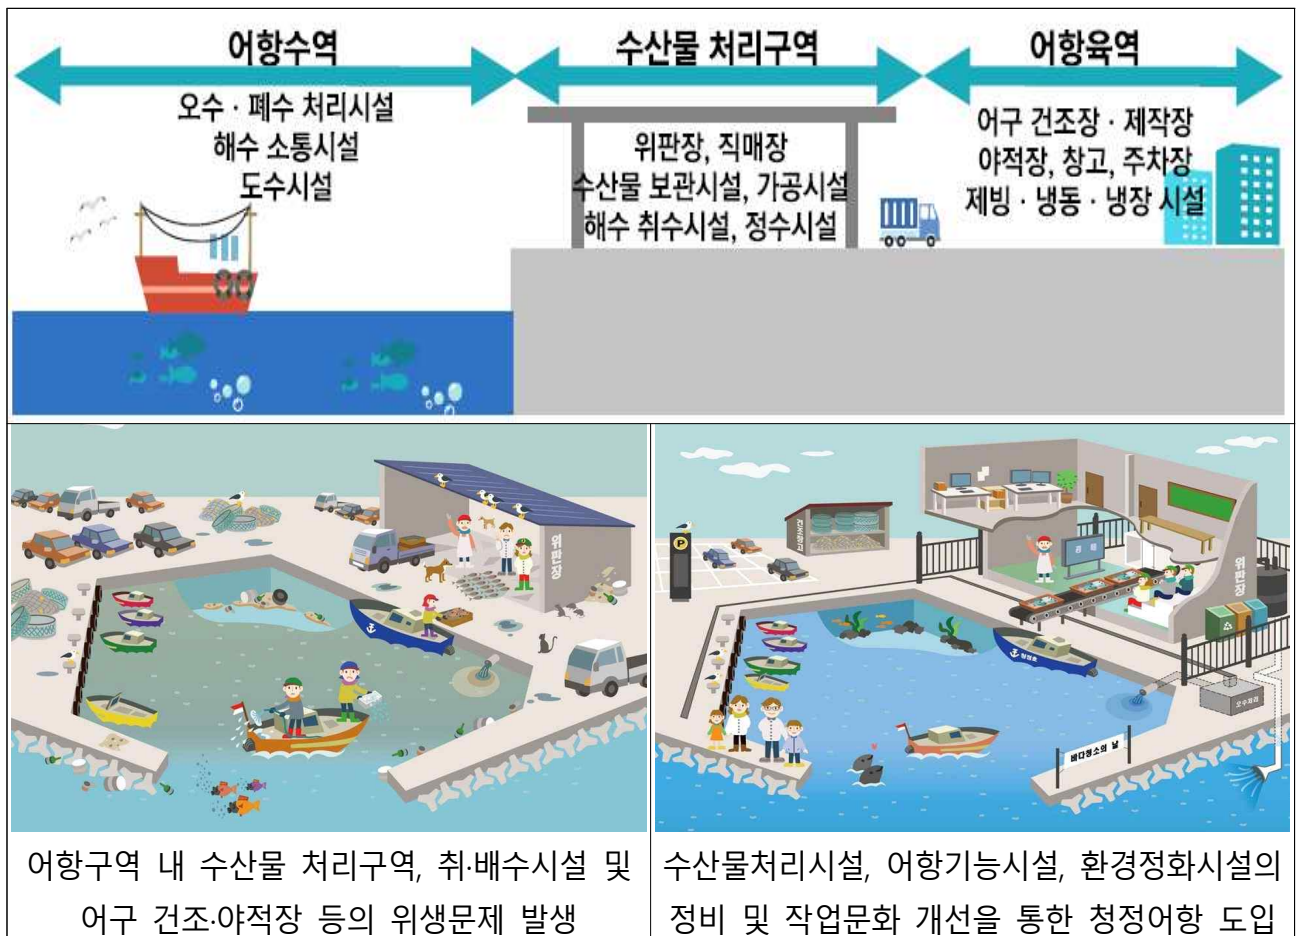 어항수역
수산물 처리구역
어항육역
오수 · 폐수 처리시설
해수 소통시설
도수시설
위판장, 직매장
수산물 보관시설, 가공시설
해수 취수시설, 정수시설
어구 건조장 · 제작장
야적장, 창고, 주차장
제빙 · 냉동 · 냉장 시설
위판장
P
위판장
청정호
오수처리
바다청소의 날
어항구역 내 수산물 처리구역, 취·배수시설 및
어구 건조·야적장 등의 위생문제 발생
수산물처리시설, 어항기능시설, 환경정화시설의
정비 및 작업문화 개선을 통한 청정어항 도입